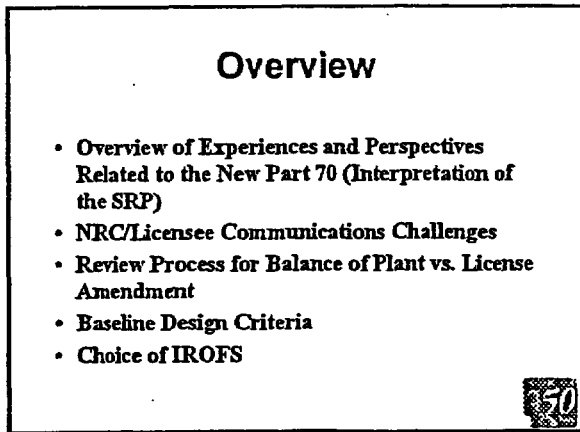 Overview
• Overview of Experiences and Perspectives
Related to the New Part 70 (Interpretation of
the SRP)
• NRC/Licensee Communications Challenges
• Review Process for Balance of Plant vs. License
Amendment
• Baseline Design Criteria
• Choice of IROFS
50